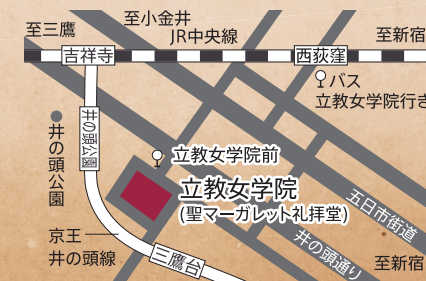 至小金井
至三鷹
JR中央線
至新宿
吉祥寺
西荻窪
バス
立教女学院行き
井の頭公園
井の頭公園
立教女学院前
立教女学院
(聖マーガレット礼拝堂)
五日市街道
京王
井の頭線
三鷹台
井の頭通り
至新宿